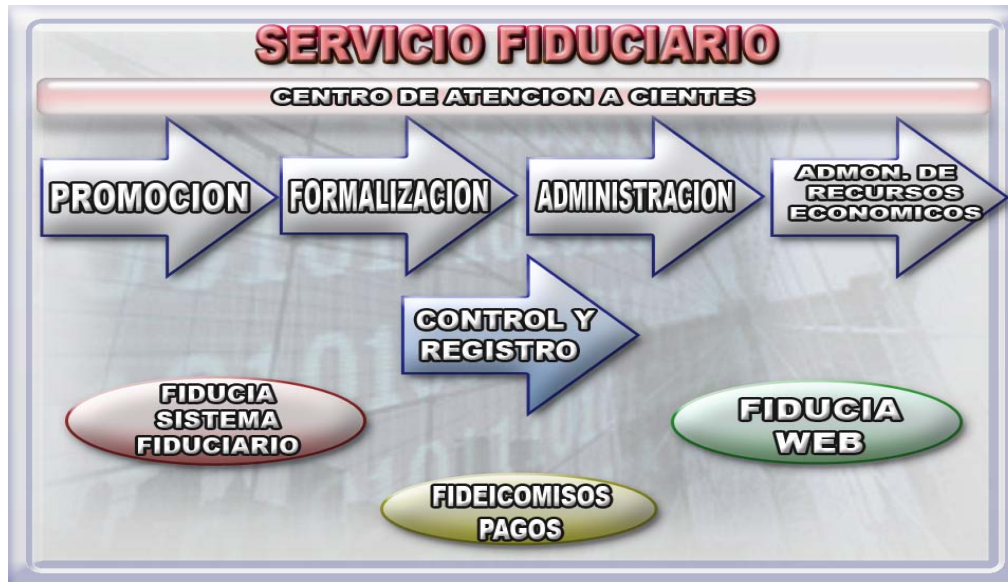 SERVICIO FIDUCIARIO
CENTRO DE ATENCION A CIENTES
PROMOCION
FORMALIZACION
ADMINISTRACION
ADMON. DE
RECURSOS
ECONOMICOS
CONTROL Y
REGISTRO
FIDUCIA
SISTEMA
FIDUCIARIO
FIDUCIA
WEB
FIDEICOMISOS
PAGOS